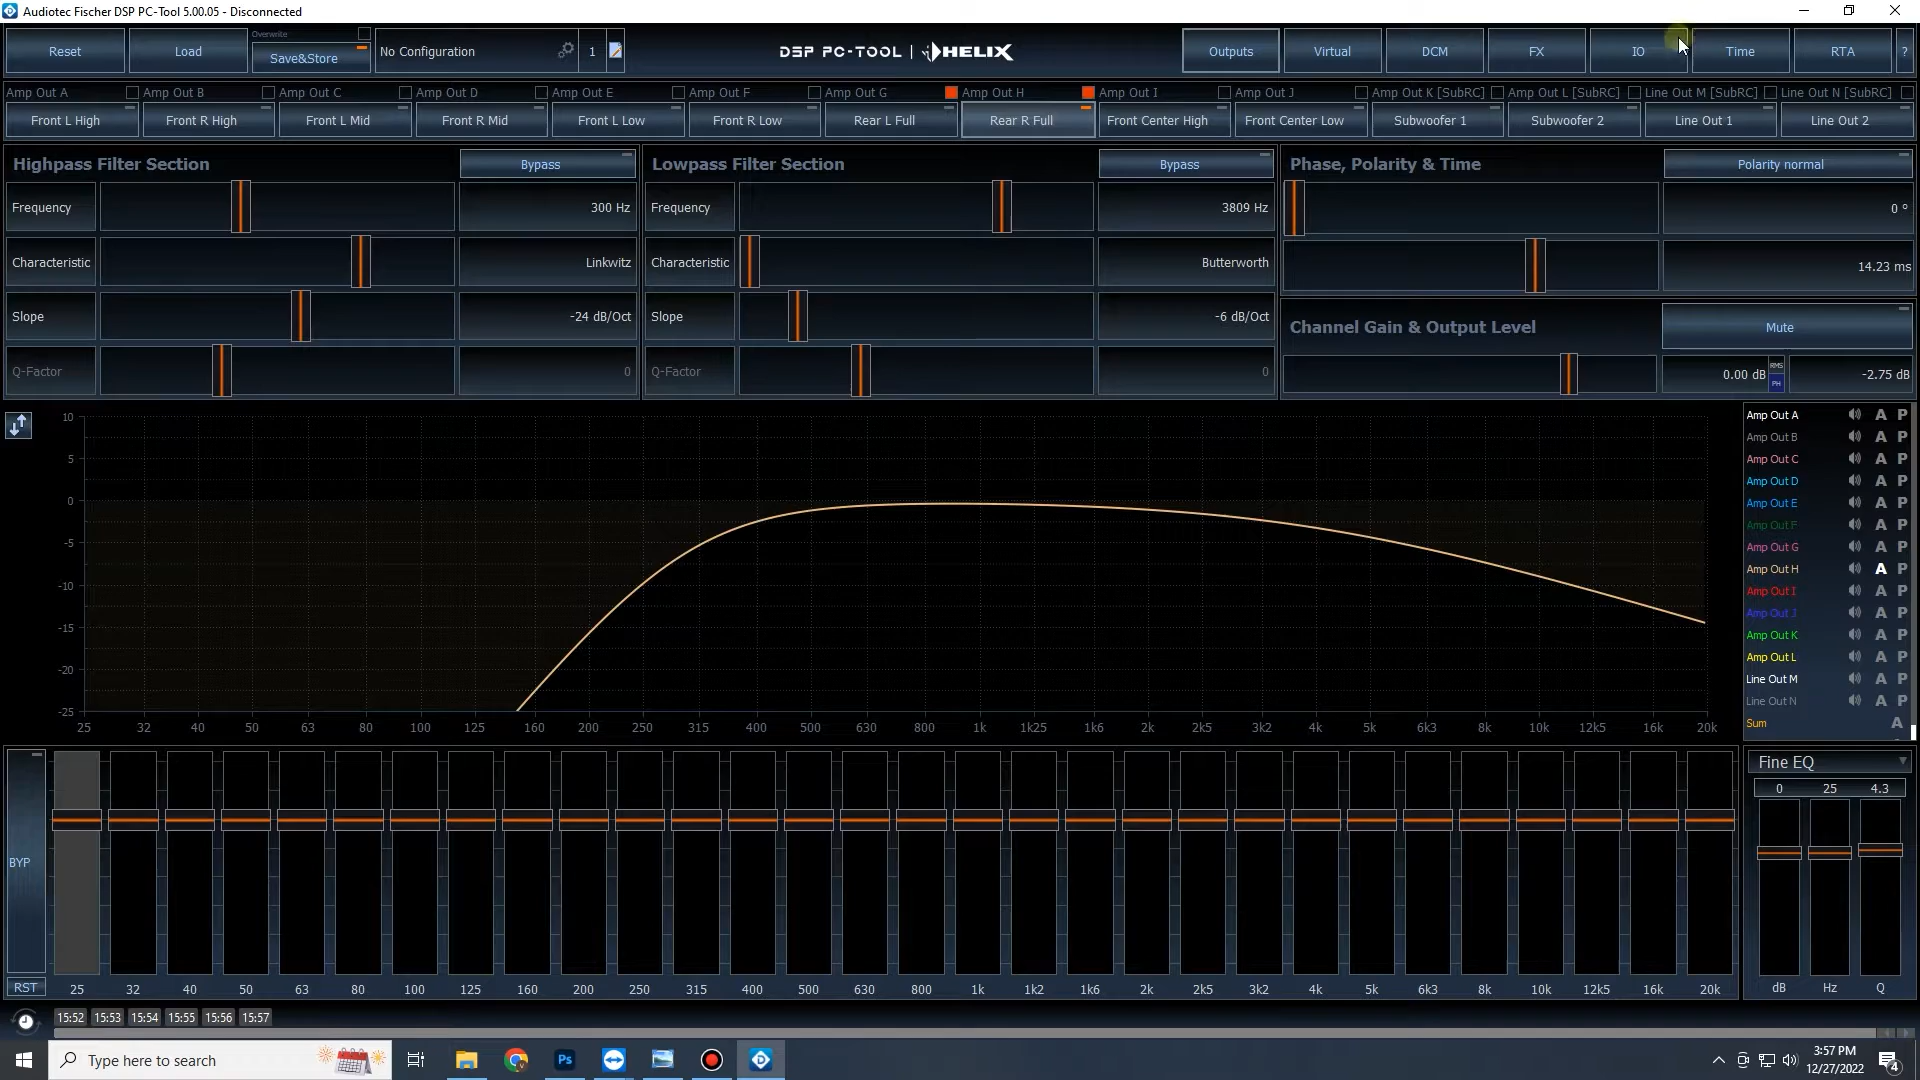 Audiotec Fischer DSP PC-Tool 5.00.05 - Disconnected
Reset
Load
Overwrite
Save&Store
No Configuration
1
DSP PC-TOOL | HELIX
Outputs
Virtual
DCM
FX
IO
Time
RTA
?
Amp Out A
Amp Out B
Amp Out C
Amp Out D
Amp Out E
Amp Out F
Amp Out G
Amp Out H
Amp Out I
Amp Out J
Amp Out K [SubRC]
Amp Out L [SubRC]
Line Out M [SubRC]
Line Out N [SubRC]
Front L High
Front R High
Front L Mid
Front R Mid
Front L Low
Front R Low
Rear L Full
Rear R Full
Front Center High
Front Center Low
Subwoofer 1
Subwoofer 2
Line Out 1
Line Out 2
Highpass Filter Section
Bypass
Frequency
300 Hz
Characteristic
Linkwitz
Slope
-24 dB/Oct
Q-Factor
0
Lowpass Filter Section
Bypass
Frequency
3809 Hz
Characteristic
Butterworth
Slope
-6 dB/Oct
Q-Factor
0
Phase, Polarity & Time
Polarity normal
0 °
14.23 ms
Channel Gain & Output Level
Mute
0.00 dB
RMS
PH
-2.75 dB
10
5
0
-5
-10
-15
-20
-25
25 32 40 50 63 80 100 125 160 200 250 315 400 500 630 800 1k 1k25 1k6 2k 2k5 3k2 4k 5k 6k3 8k 10k 12k5 16k 20k
Amp Out A A P
Amp Out B A P
Amp Out C A P
Amp Out D A P
Amp Out E A P
Amp Out F A P
Amp Out G A P
Amp Out H A P
Amp Out I A P
Amp Out J A P
Amp Out K A P
Amp Out L A P
Line Out M A P
Line Out N A P
Sum A
BYP
RST
25 32 40 50 63 80 100 125 160 200 250 315 400 500 630 800 1k 1k2 1k6 2k 2k5 3k2 4k 5k 6k3 8k 10k 12k5 16k 20k
Fine EQ
0 25 4.3
dB Hz Q
15:52 15:53 15:54 15:55 15:56 15:57
Type here to search
Ps
3:57 PM
12/27/2022
4